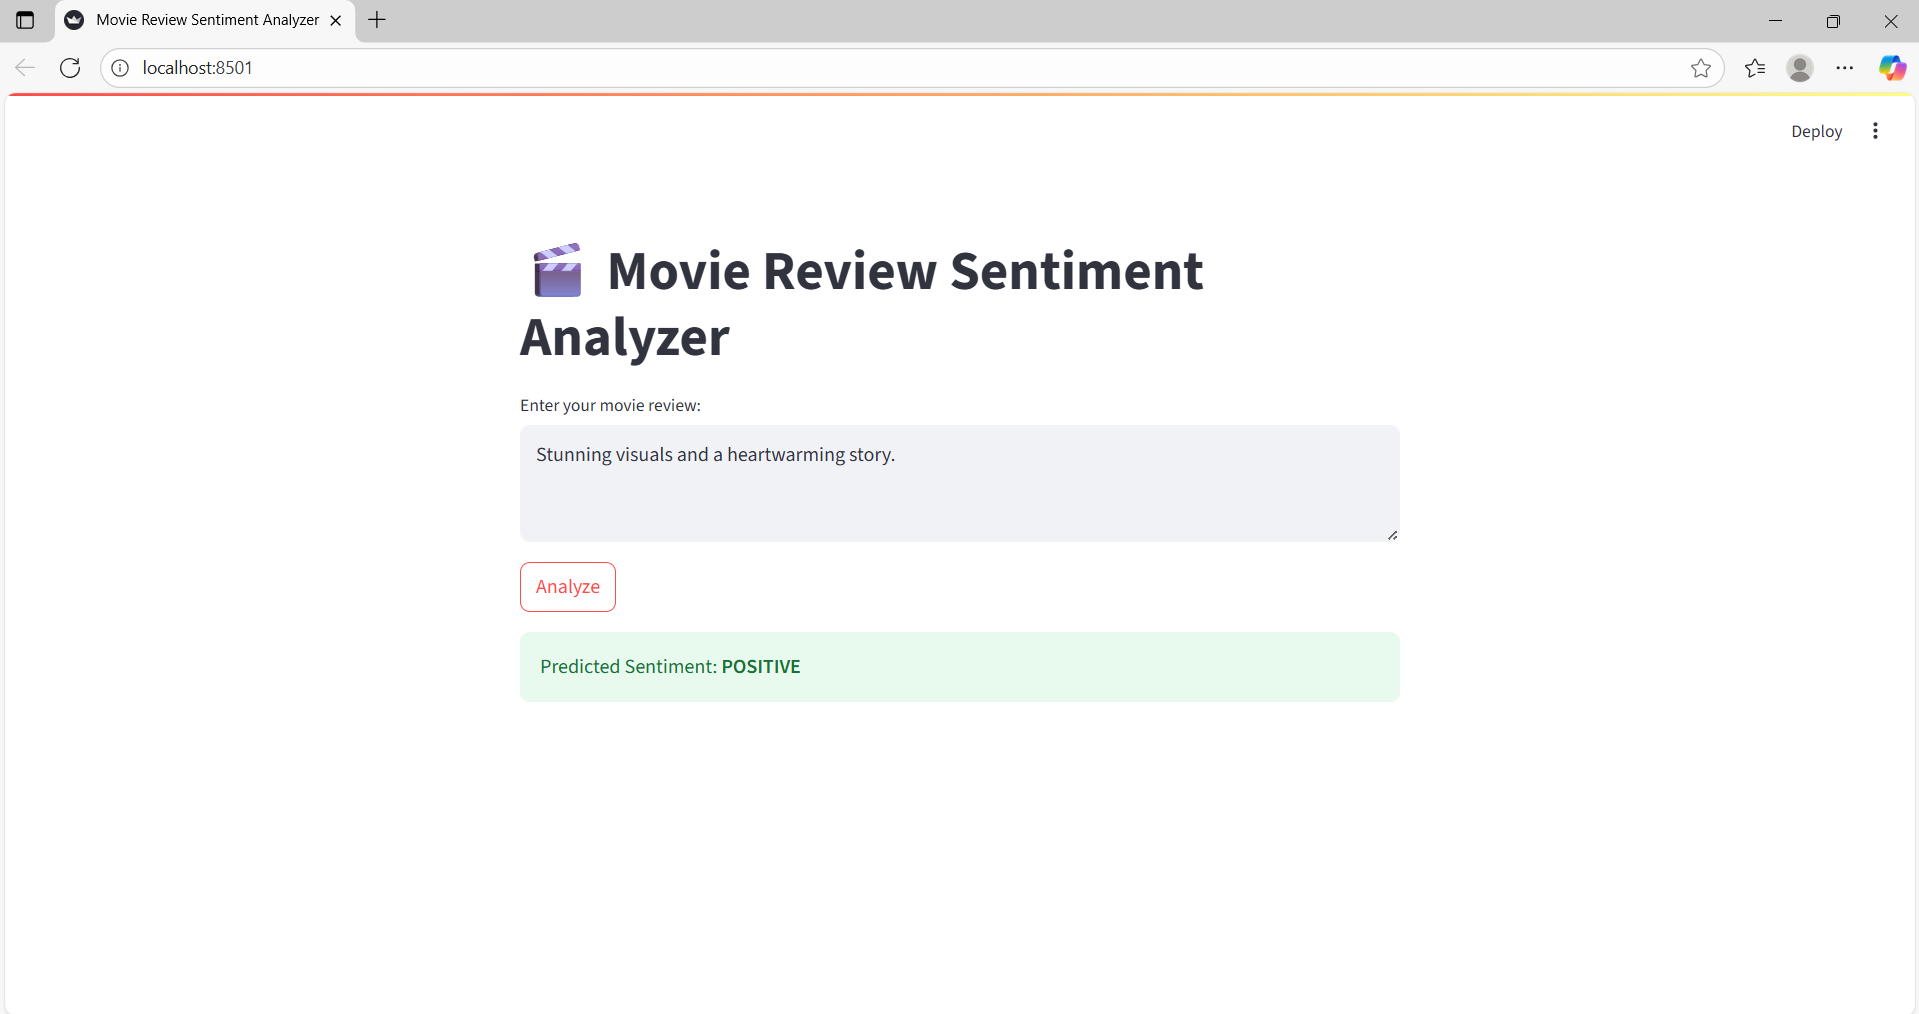 Movie Review Sentiment Analyzer
localhost:8501
Deploy
Movie Review Sentiment
Analyzer
Enter your movie review:
Stunning visuals and a heartwarming story.
Analyze
Predicted Sentiment: POSITIVE